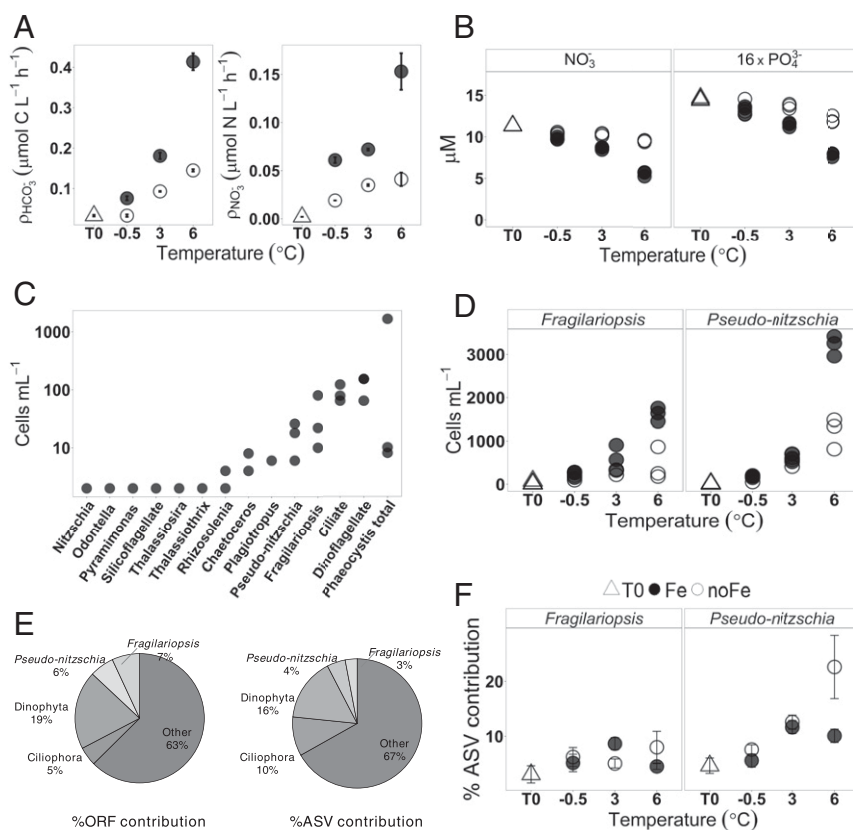 A
ρHCO₃⁻ (μmol C L⁻¹ h⁻¹)
0.4
0.3
0.2
0.1
T0 -0.5 3 6
ρNO₃⁻ (μmol N L⁻¹ h⁻¹)
0.15
0.10
0.05
0.00
T0 -0.5 3 6
Temperature (°C)
B
NO₃⁻ 16 x PO₄³⁻
μM
15
10
5
0
T0 -0.5 3 6 T0 -0.5 3 6
Temperature (°C)
C
Cells mL⁻¹
1000
100
10
Nitzschia
Odontella
Pyramimonas
Silicoflagellate
Thalassiosira
Thalassiothrix
Rhizosolenia
Chaetoceros
Plagiotropus
Pseudo-nitzschia
Fragilariopsis
Ciliate
Dinoflagellate
Phaeocystis total
D
Fragilariopsis Pseudo-nitzschia
Cells mL⁻¹
3000
2000
1000
0
T0 -0.5 3 6 T0 -0.5 3 6
Temperature (°C)
E
Fragilariopsis
7%
Pseudo-nitzschia
6%
Dinophyta
19%
Ciliophora
5%
Other
63%
%ORF contribution
Fragilariopsis
3%
Pseudo-nitzschia
4%
Dinophyta
16%
Ciliophora
10%
Other
67%
%ASV contribution
T0 Fe noFe
F
Fragilariopsis Pseudo-nitzschia
% ASV contribution
20
10
T0 -0.5 3 6 T0 -0.5 3 6
Temperature (°C)